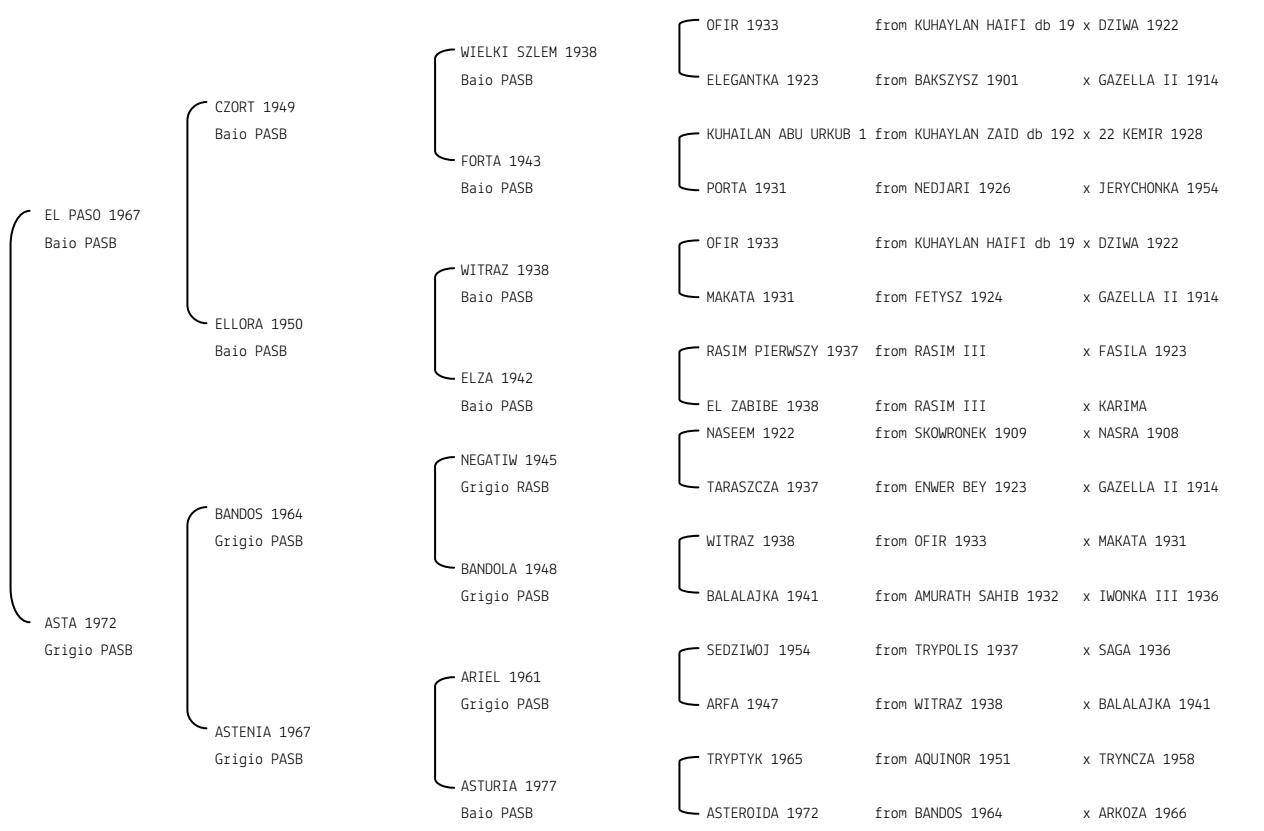 OFIR 1933 from KUHAYLAN HAIFI db 19 x DZIWA 1922
WIELKI SZLEM 1938
Baio PASB
ELEGANTKA 1923 from BAKSZYSZ 1901 x GAZELLA II 1914
CZORT 1949
Baio PASB
KUHAILAN ABU URKUB 1 from KUHAYLAN ZAID db 192 x 22 KEMIR 1928
FORTA 1943
Baio PASB
PORTA 1931 from NEDJARI 1926 x JERYCHONKA 1954
EL PASO 1967
Baio PASB
OFIR 1933 from KUHAYLAN HAIFI db 19 x DZIWA 1922
WITRAZ 1938
Baio PASB
MAKATA 1931 from FETYSZ 1924 x GAZELLA II 1914
ELLORA 1950
Baio PASB
RASIM PIERWSZY 1937 from RASIM III x FASILA 1923
ELZA 1942
Baio PASB
EL ZABIBE 1938 from RASIM III x KARIMA
NASEEM 1922 from SKOWRONEK 1909 x NASRA 1908
NEGATIW 1945
Grigio RASB
TARASZCZA 1937 from ENWER BEY 1923 x GAZELLA II 1914
BANDOS 1964
Grigio PASB
WITRAZ 1938 from OFIR 1933 x MAKATA 1931
BANDOLA 1948
Grigio PASB
BALALAJKA 1941 from AMURATH SAHIB 1932 x IWONKA III 1936
ASTA 1972
Grigio PASB
SEDZIWOJ 1954 from TRYPOLIS 1937 x SAGA 1936
ARIEL 1961
Grigio PASB
ARFA 1947 from WITRAZ 1938 x BALALAJKA 1941
ASTENIA 1967
Grigio PASB
TRYPTYK 1965 from AQUINOR 1951 x TRYNCZA 1958
ASTURIA 1977
Baio PASB
ASTEROIDA 1972 from BANDOS 1964 x ARKOZA 1966